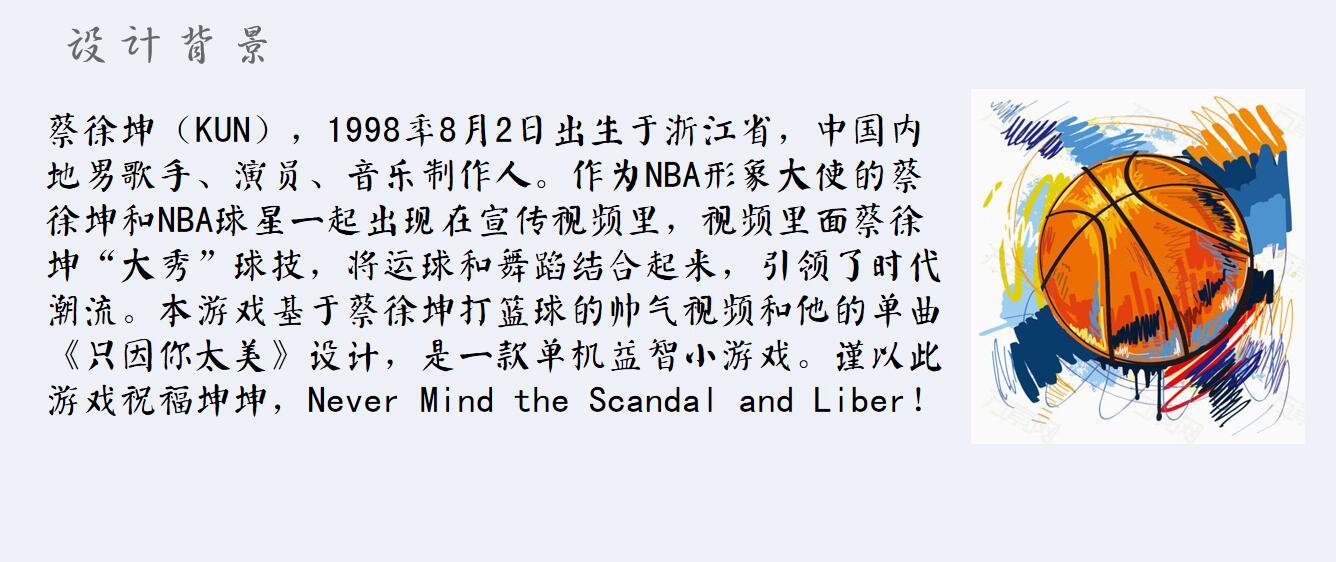 设计背景
蔡徐坤（KUN），1998年8月2日出生于浙江省，中国内
地男歌手、演员、音乐制作人。作为NBA形象大使的蔡
徐坤和NBA球星一起出现在宣传视频里，视频里面蔡徐
坤“大秀”球技，将运球和舞蹈结合起来，引领了时代
潮流。本游戏基于蔡徐坤打篮球的帅气视频和他的单曲
《只因你太美》设计，是一款单机益智小游戏。谨以此
游戏祝福坤坤，Never Mind the Scandal and Liber!